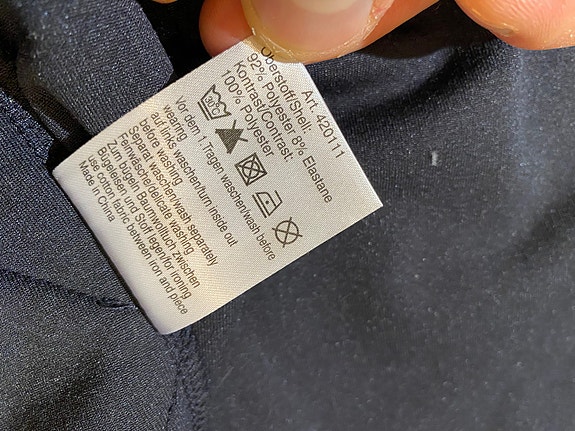 Art. 420111
Oberstoff/Shell:
92% Polyester 8% Elastane
Kontrast/Contrast:
100% Polyester
30
Vor dem 1.Tragen waschen/wash before
wearing
auf links waschen/turn inside out
before washing
Separat waschen/wash separately
Feinwäsche/delicate washing
Zum Bügeln Baumwolltuch zwischen
Bügeleisen und Stoff legen/for ironing
use cotton fabric between iron and piece
Made in China